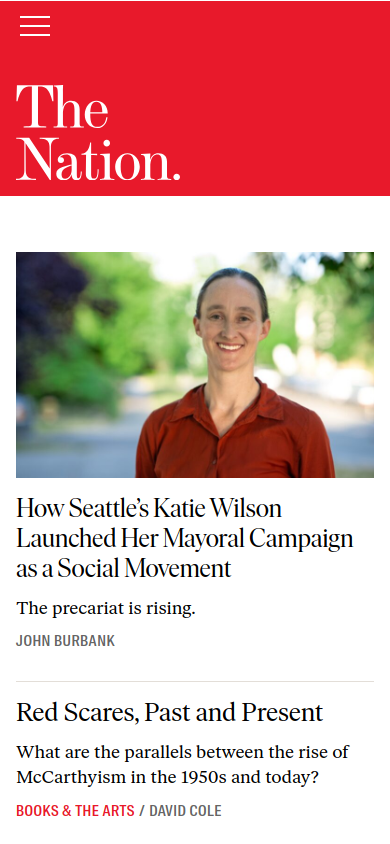 The
Nation.
How Seattle’s Katie Wilson
Launched Her Mayoral Campaign
as a Social Movement
The precariat is rising.
JOHN BURBANK
Red Scares, Past and Present
What are the parallels between the rise of
McCarthyism in the 1950s and today?
BOOKS & THE ARTS / DAVID COLE